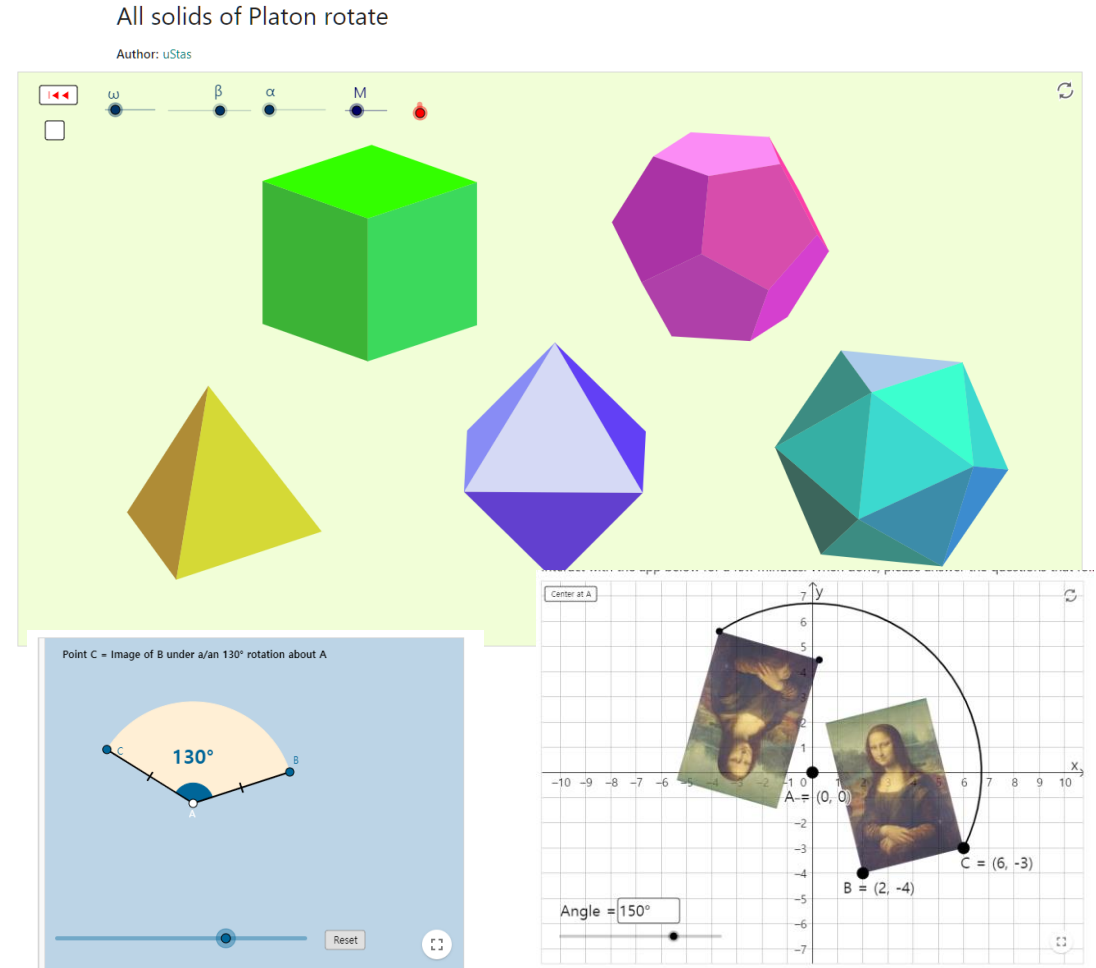 All solids of Platon rotate
Author: uStas
ω β α M
Point C = Image of B under a/an 130° rotation about A
130°
C
B
A
Reset
Center at A
y
7
6
5
4
3
2
1
x
-10 -9 -8 -7 -6 -5 -4 -3 -2 -1 0 1 2 3 4 5 6 7 8 9 10
A = (0, 0)
-2
-3
-4
-5
-6
-7
C = (6, -3)
B = (2, -4)
Angle = 150°